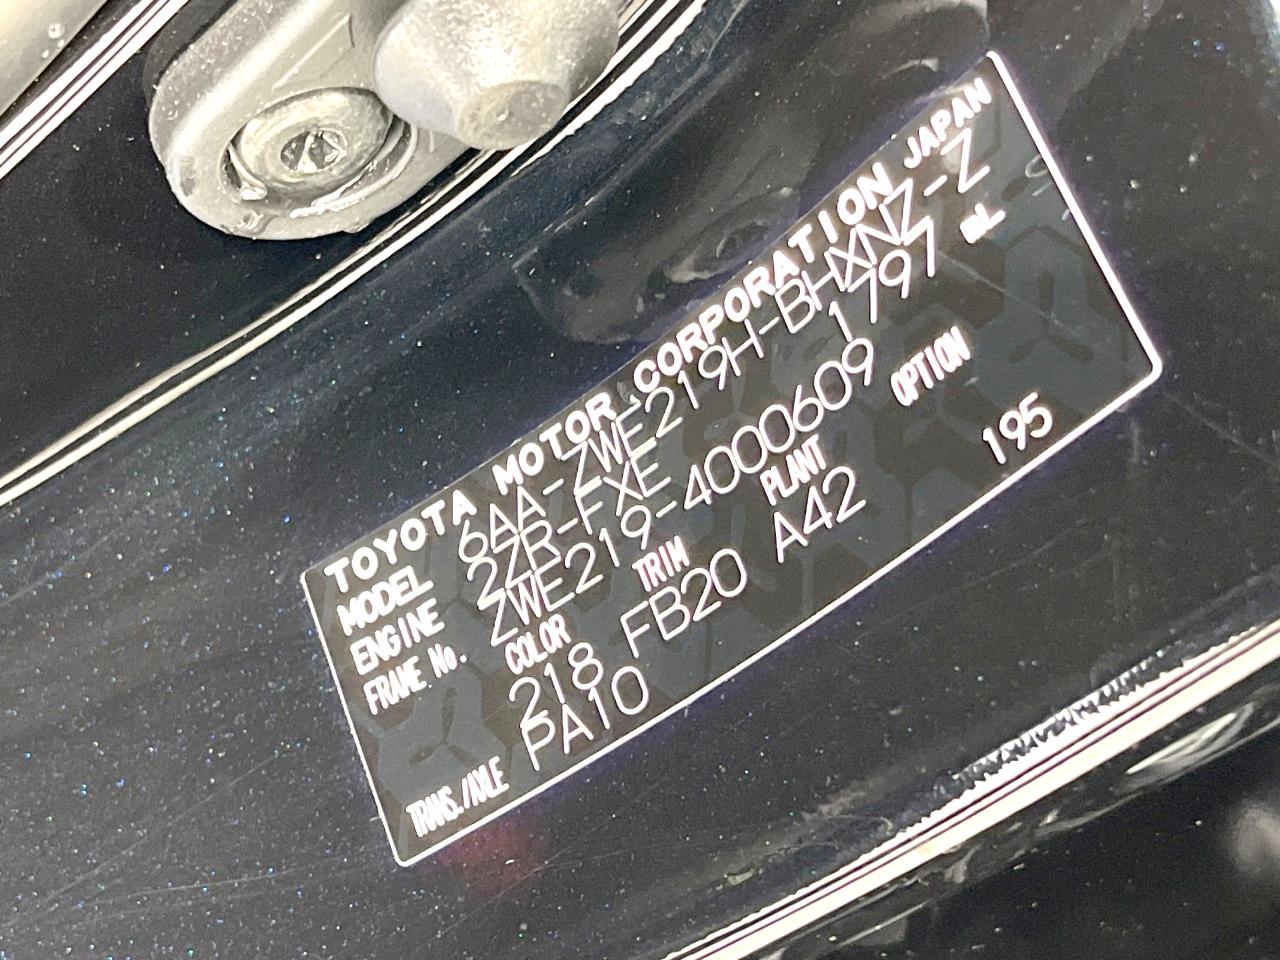 TOYOTA MOTOR CORPORATION JAPAN
MODEL 6AA-ZWE219H-BHXNZ-Z
ENGINE 2ZR-FXE 1797 mL
FRAME No. ZWE219-4000609
COLOR TRIM PLANT OPTION
218 FB20 A42 195
TRANS./AXLE PA10